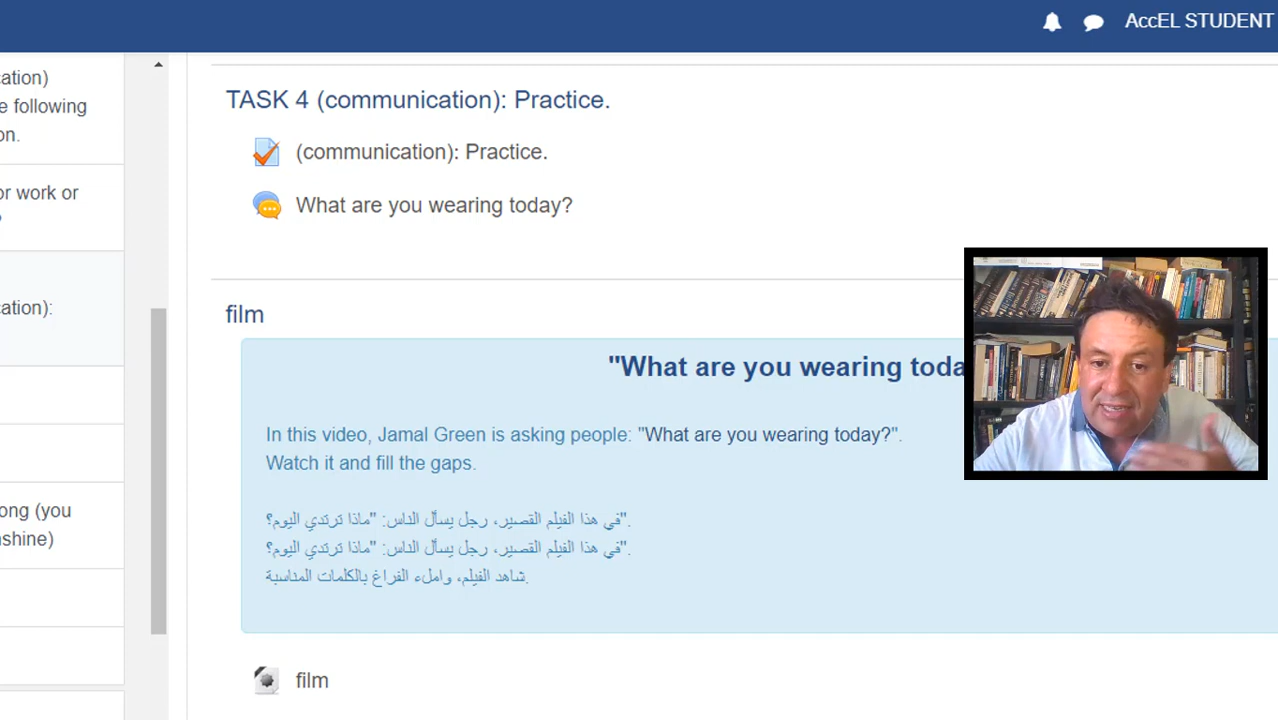 AccEL STUDENT
ation)
e following
on.
or work or
?
ation):
ong (you
nshine)
TASK 4 (communication): Practice.
(communication): Practice.
What are you wearing today?
film
"What are you wearing toda
In this video, Jamal Green is asking people: "What are you wearing today?".
Watch it and fill the gaps.
في هذا الفيلم القصير، رجل يسأل الناس: "ماذا ترتدي اليوم؟".
في هذا الفيلم القصير، رجل يسأل الناس: "ماذا ترتدي اليوم؟".
شاهد الفيلم، واملء الفراغ بالكلمات المناسبة.
film